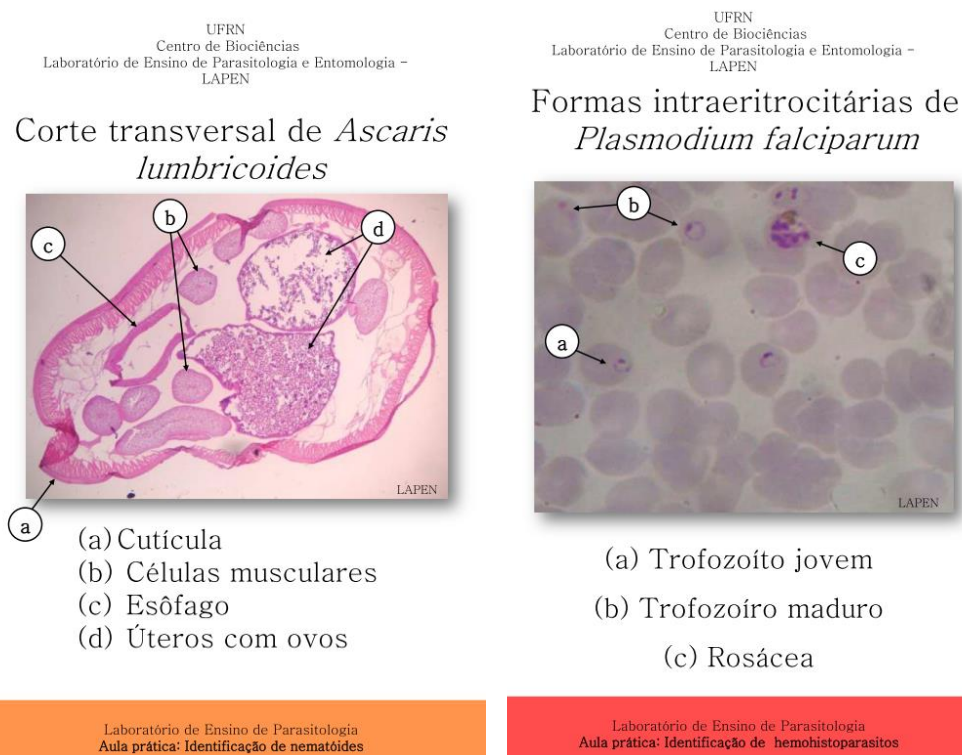 UFRN
Centro de Biociências
Laboratório de Ensino de Parasitologia e Entomologia –
LAPEN
Corte transversal de Ascaris
lumbricoides
b
d
c
LAPEN
a
(a) Cutícula
(b) Células musculares
(c) Esôfago
(d) Úteros com ovos
Laboratório de Ensino de Parasitologia
Aula prática: Identificação de nematóides
UFRN
Centro de Biociências
Laboratório de Ensino de Parasitologia e Entomologia –
LAPEN
Formas intraeritrocitárias de
Plasmodium falciparum
b
c
a
LAPEN
(a) Trofozoíto jovem
(b) Trofozoíro maduro
(c) Rosácea
Laboratório de Ensino de Parasitologia
Aula prática: Identificação de hemohistoparasitos